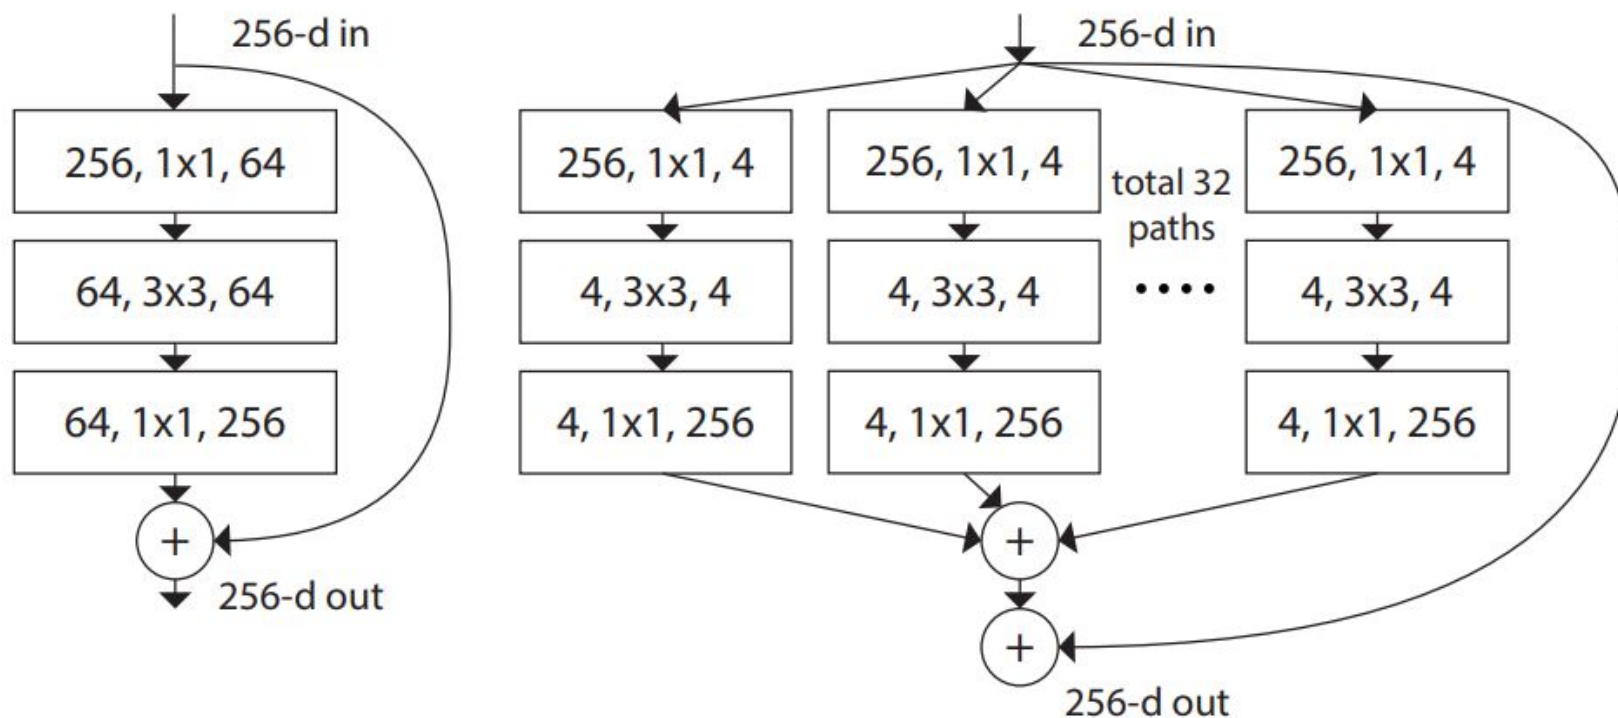 256-d in
256, 1x1, 64
64, 3x3, 64
64, 1x1, 256
+
256-d out
256-d in
256, 1x1, 4
256, 1x1, 4
total 32
paths
256, 1x1, 4
4, 3x3, 4
4, 3x3, 4
....
4, 3x3, 4
4, 1x1, 256
4, 1x1, 256
4, 1x1, 256
+
+
256-d out